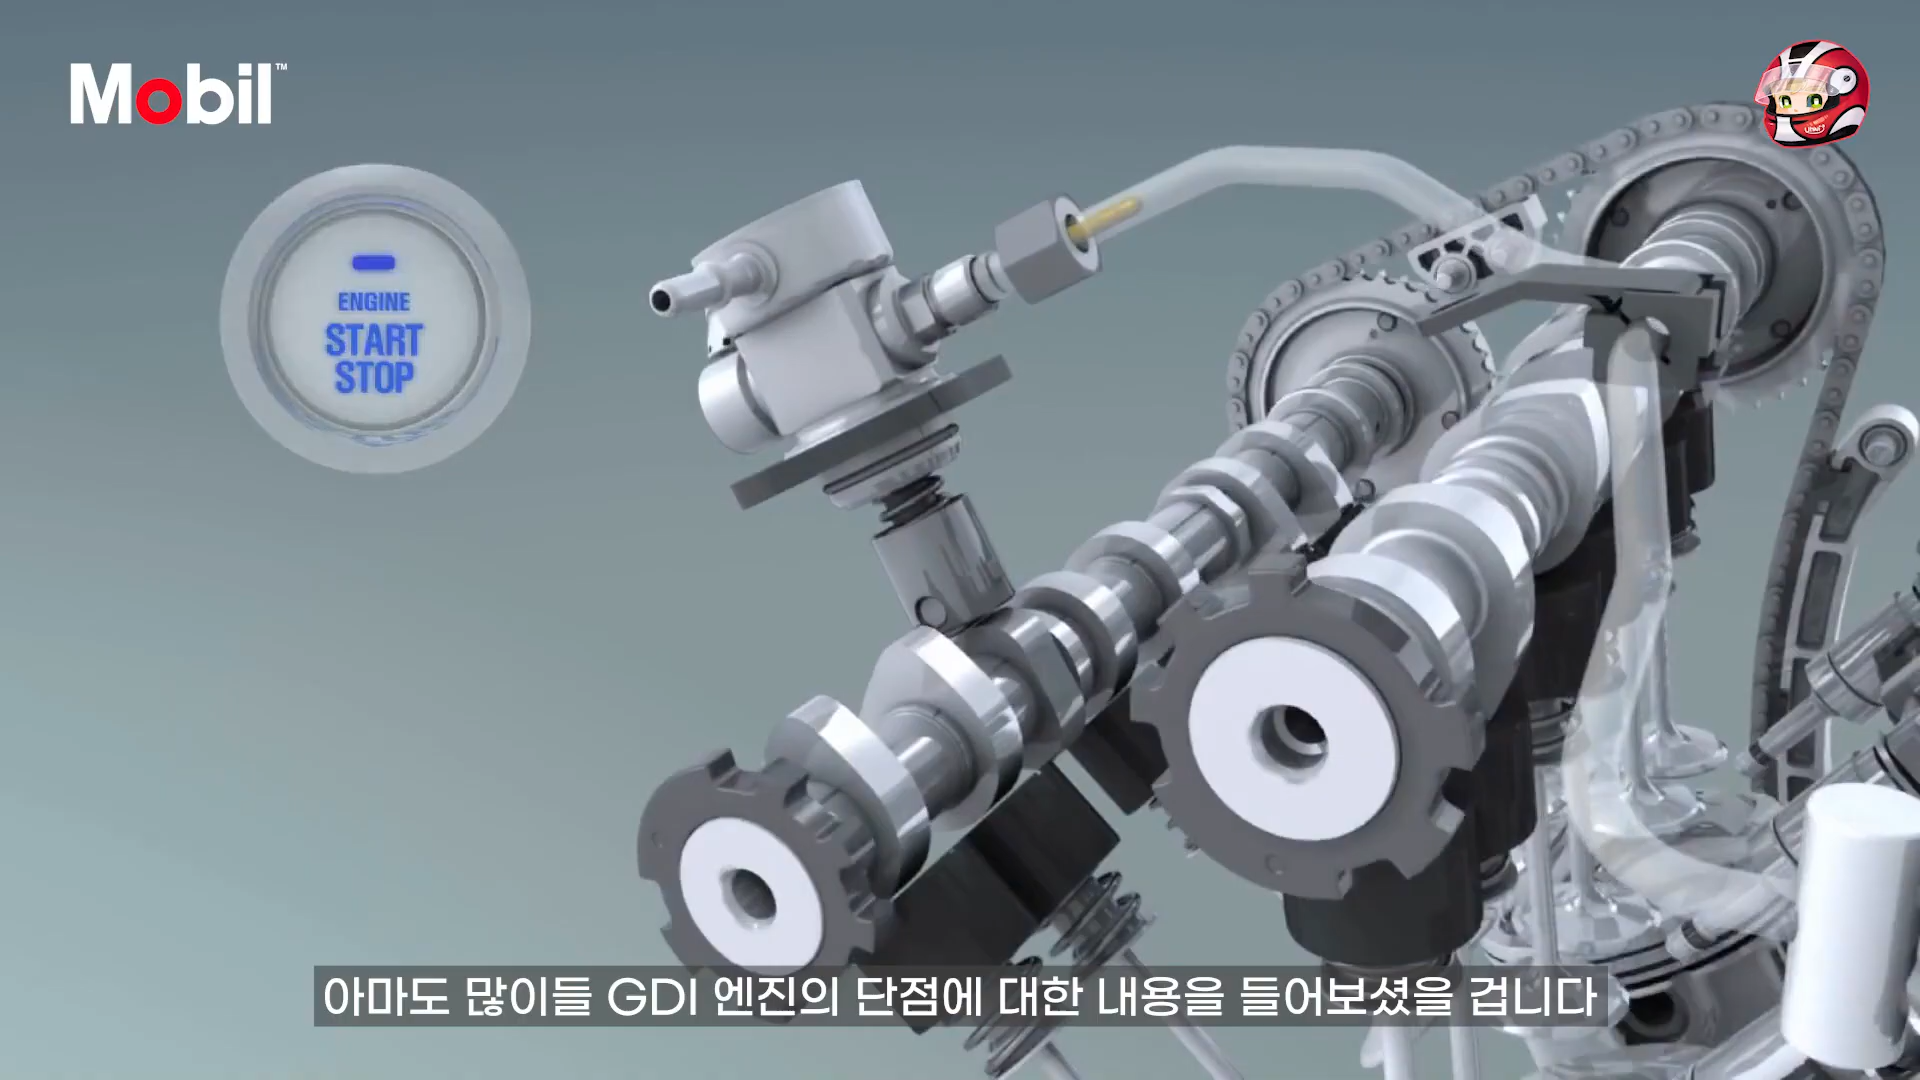 Mobil™
ENGINE
START
STOP
아마도 많이들 GDI 엔진의 단점에 대한 내용을 들어보셨을 겁니다